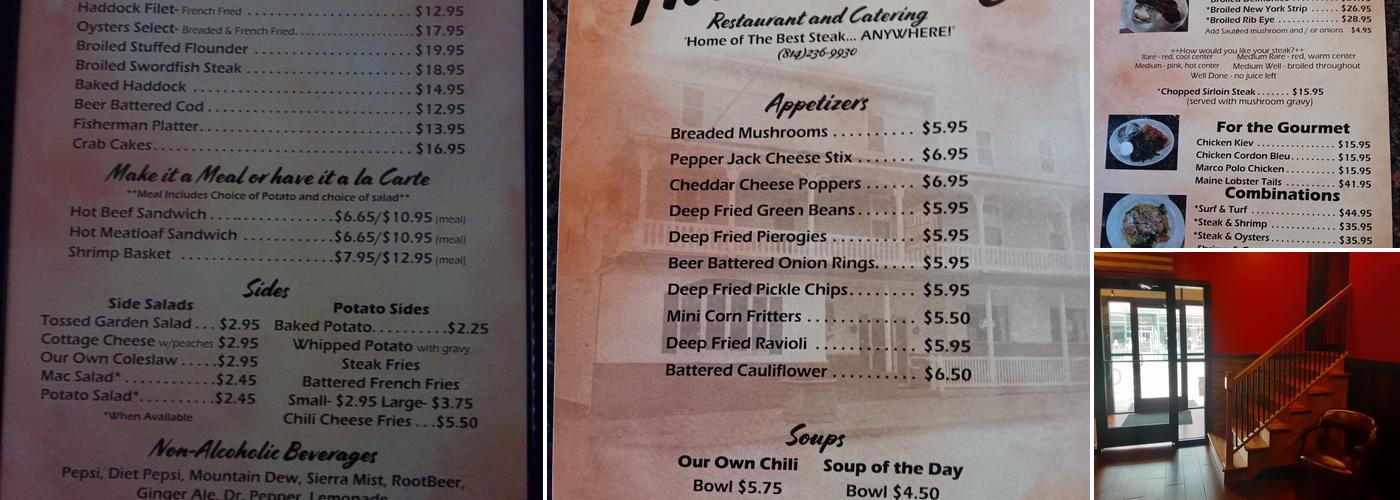 Haddock Filet- French Fried $12.95
Oysters Select- Breaded & French Fried. $17.95
Broiled Stuffed Flounder $19.95
Broiled Swordfish Steak $18.95
Baked Haddock $14.95
Beer Battered Cod $12.95
Fisherman Platter $13.95
Crab Cakes $16.95
Make it a Meal or have it a la Carte
**Meal Includes Choice of Potato and choice of salad**
Hot Beef Sandwich $6.65/$10.95 (meal)
Hot Meatloaf Sandwich $6.65/$10.95 (meal)
Shrimp Basket $7.95/$12.95 (meal)
Sides
Side Salads
Tossed Garden Salad ... $2.95
Cottage Cheese w/peaches $2.95
Our Own Coleslaw $2.95
Mac Salad* $2.45
Potato Salad* $2.45
*When Available
Potato Sides
Baked Potato $2.25
Whipped Potato with gravy
Steak Fries
Battered French Fries
Small- $2.95 Large- $3.75
Chili Cheese Fries ... $5.50
Non-Alcoholic Beverages
Pepsi, Diet Pepsi, Mountain Dew, Sierra Mist, RootBeer,
Ginger Ale, Dr. Pepper, Lemonade
Restaurant and Catering
'Home of The Best Steak... ANYWHERE!'
(814)236-9930
Appetizers
Breaded Mushrooms $5.95
Pepper Jack Cheese Stix $6.95
Cheddar Cheese Poppers $6.95
Deep Fried Green Beans $5.95
Deep Fried Pierogies $5.95
Beer Battered Onion Rings $5.95
Deep Fried Pickle Chips $5.95
Mini Corn Fritters $5.50
Deep Fried Ravioli $5.95
Battered Cauliflower $6.50
Soups
Our Own Chili
Bowl $5.75
Soup of the Day
Bowl $4.50
*Broiled New York Strip $26.95
*Broiled Rib Eye $28.95
Add Sautéed mushroom and / or onions . $4.95
++How would you like your steak?++
Rare - red, cool center Medium Rare - red, warm center
Medium - pink, hot center Medium Well - broiled throughout
Well Done - no juice left
*Chopped Sirloin Steak $15.95
(served with mushroom gravy)
For the Gourmet
Chicken Kiev $15.95
Chicken Cordon Bleu $15.95
Marco Polo Chicken $15.95
Maine Lobster Tails $41.95
Combinations
*Surf & Turf $44.95
*Steak & Shrimp $35.95
*Steak & Oysters $35.95